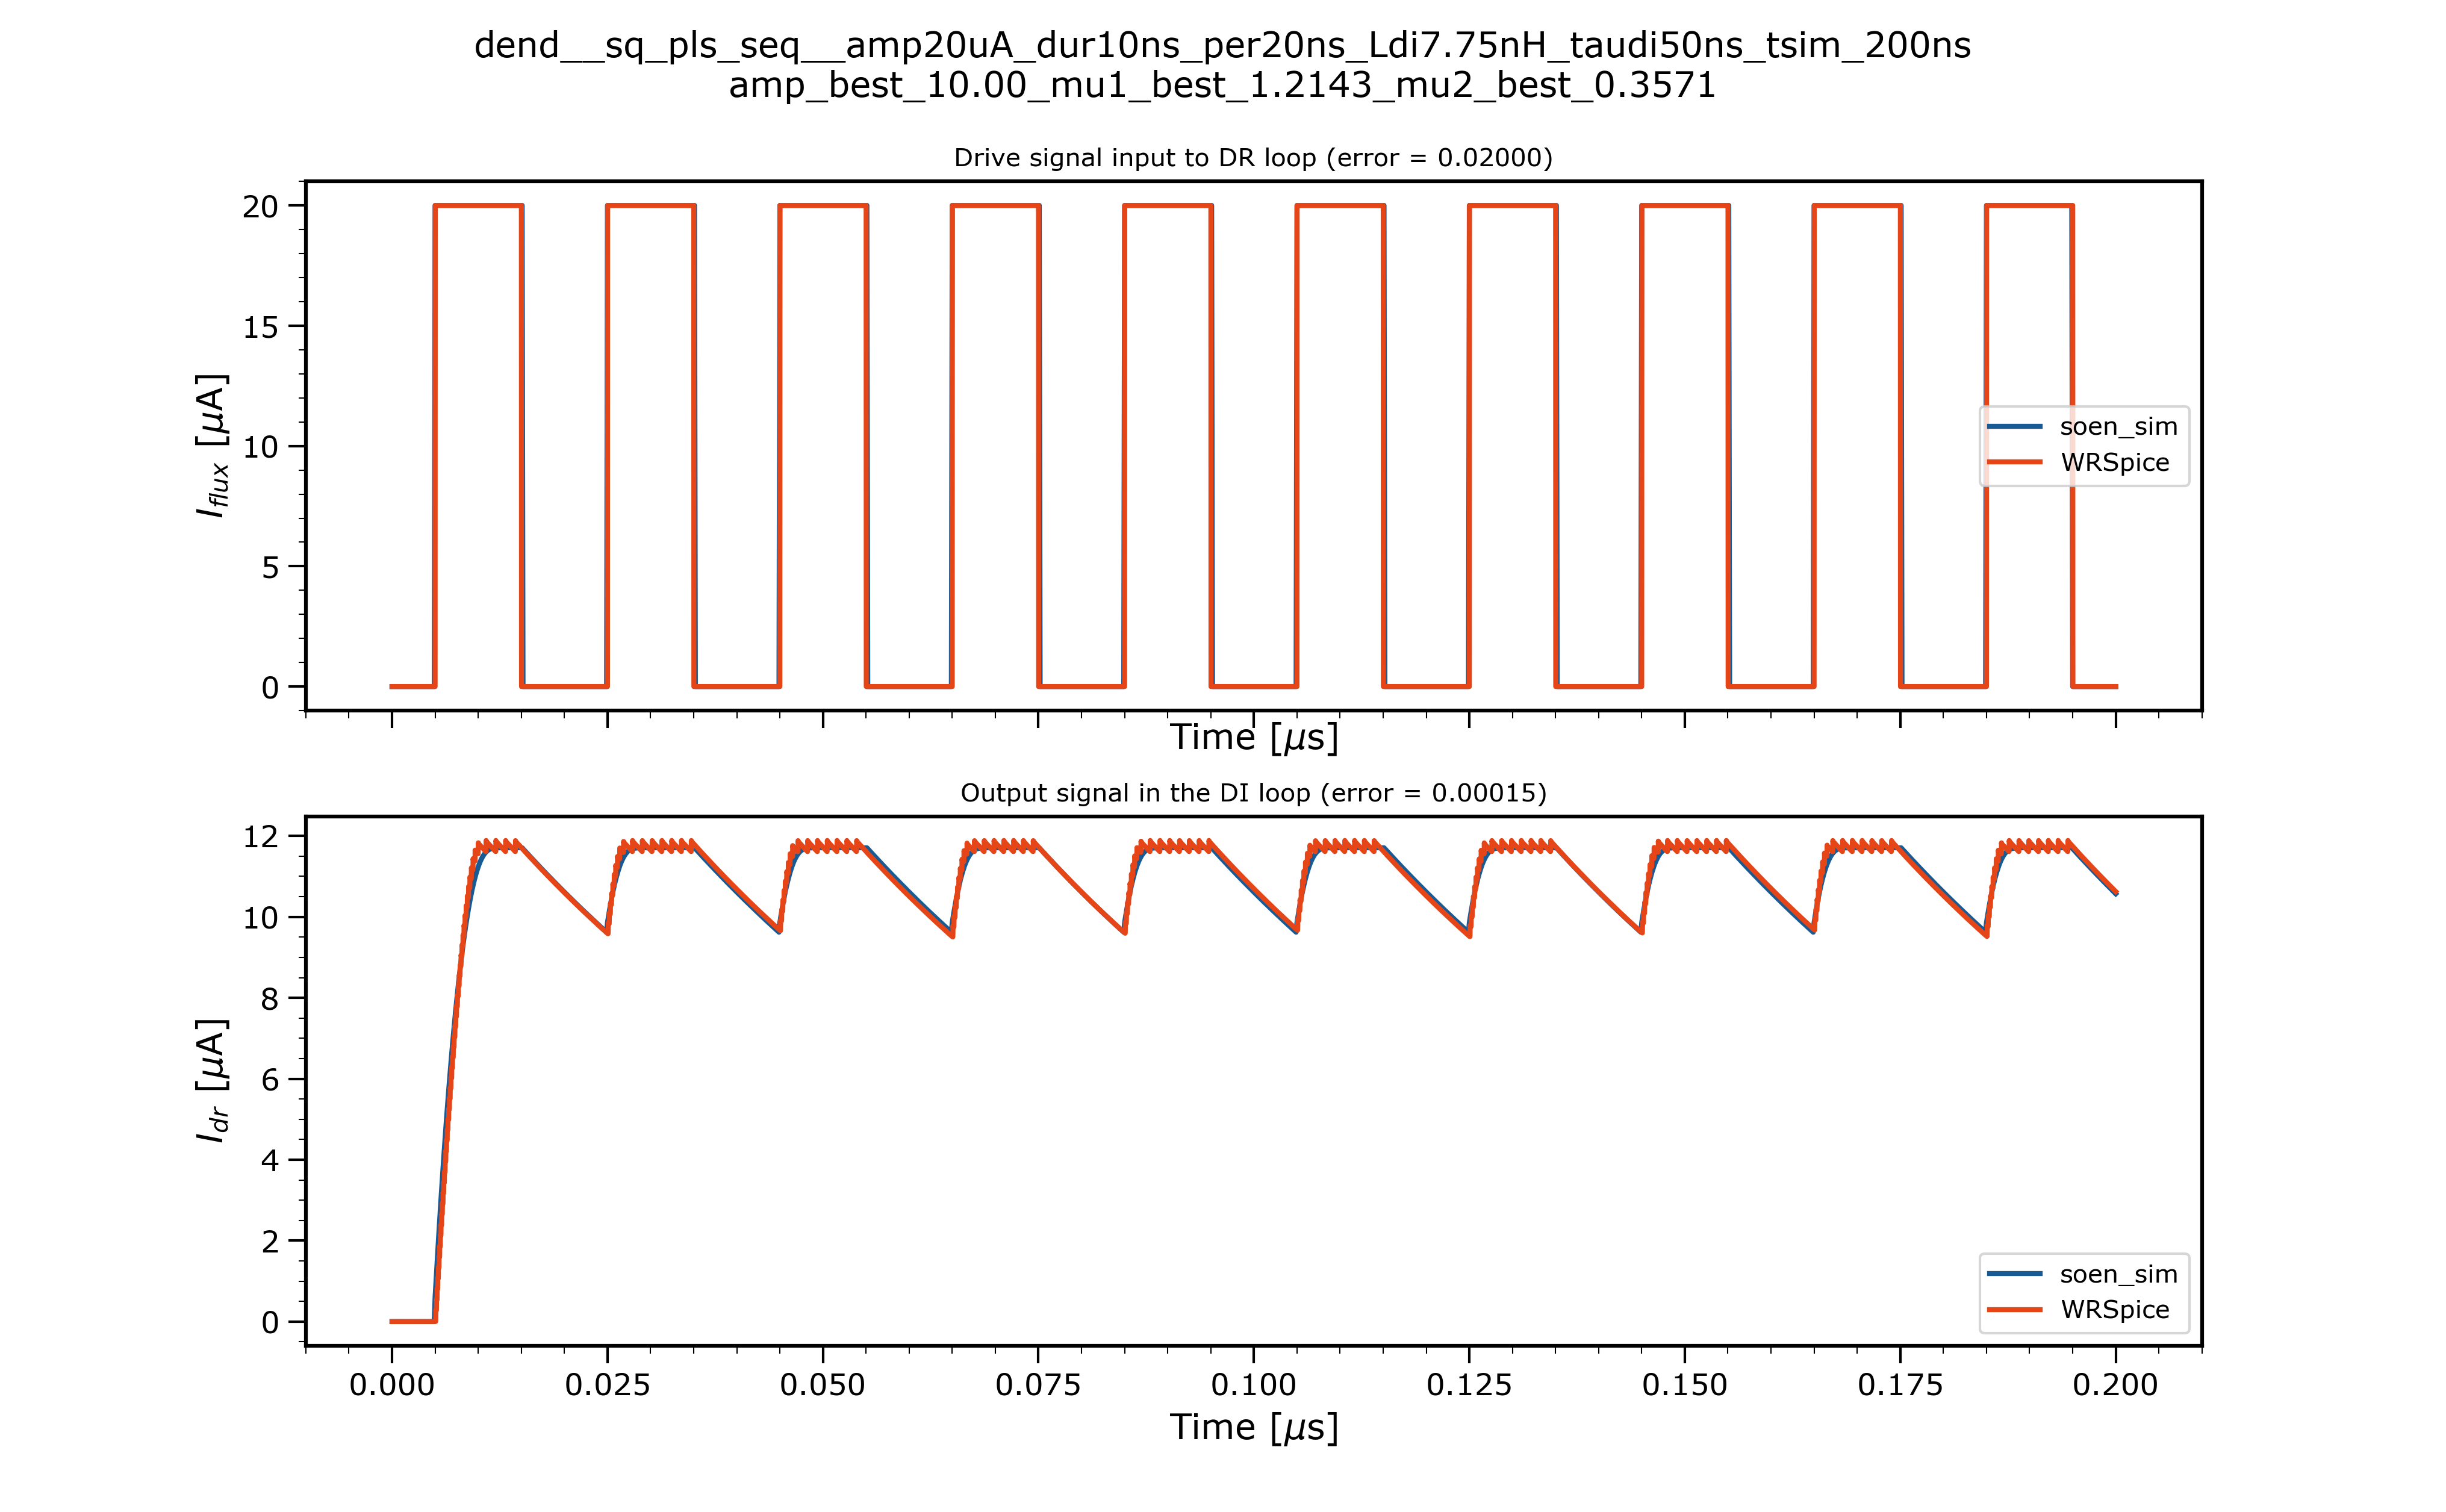 dend__sq_pls_seq__amp20uA_dur10ns_per20ns_Ldi7.75nH_taudi50ns_tsim_200ns
amp_best_10.00_mu1_best_1.2143_mu2_best_0.3571
Drive signal input to DR loop (error = 0.02000)
20
15
10
5
0
I_flux [μA]
soen_sim
WRSpice
Time [μs]
Output signal in the DI loop (error = 0.00015)
12
10
8
6
4
2
0
I_dr [μA]
soen_sim
WRSpice
0.000 0.025 0.050 0.075 0.100 0.125 0.150 0.175 0.200
Time [μs]